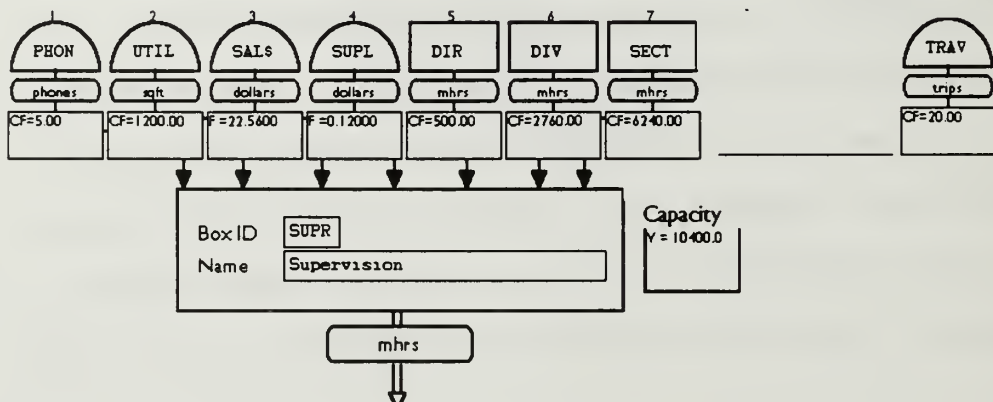 1 2 3 4 5 6 7
PHON UTIL SALS SUPL DIR DIV SECT TRAV
phones sqft dollars dollars mhrs mhrs mhrs trips
CF=5.00 CF=1200.00 F =22.5600 F =0.12000 CF=500.00 CF=2760.00 CF=6240.00 CF=20.00
Capacity
Box ID SUPR Y = 10400.0
Name Supervision
mhrs